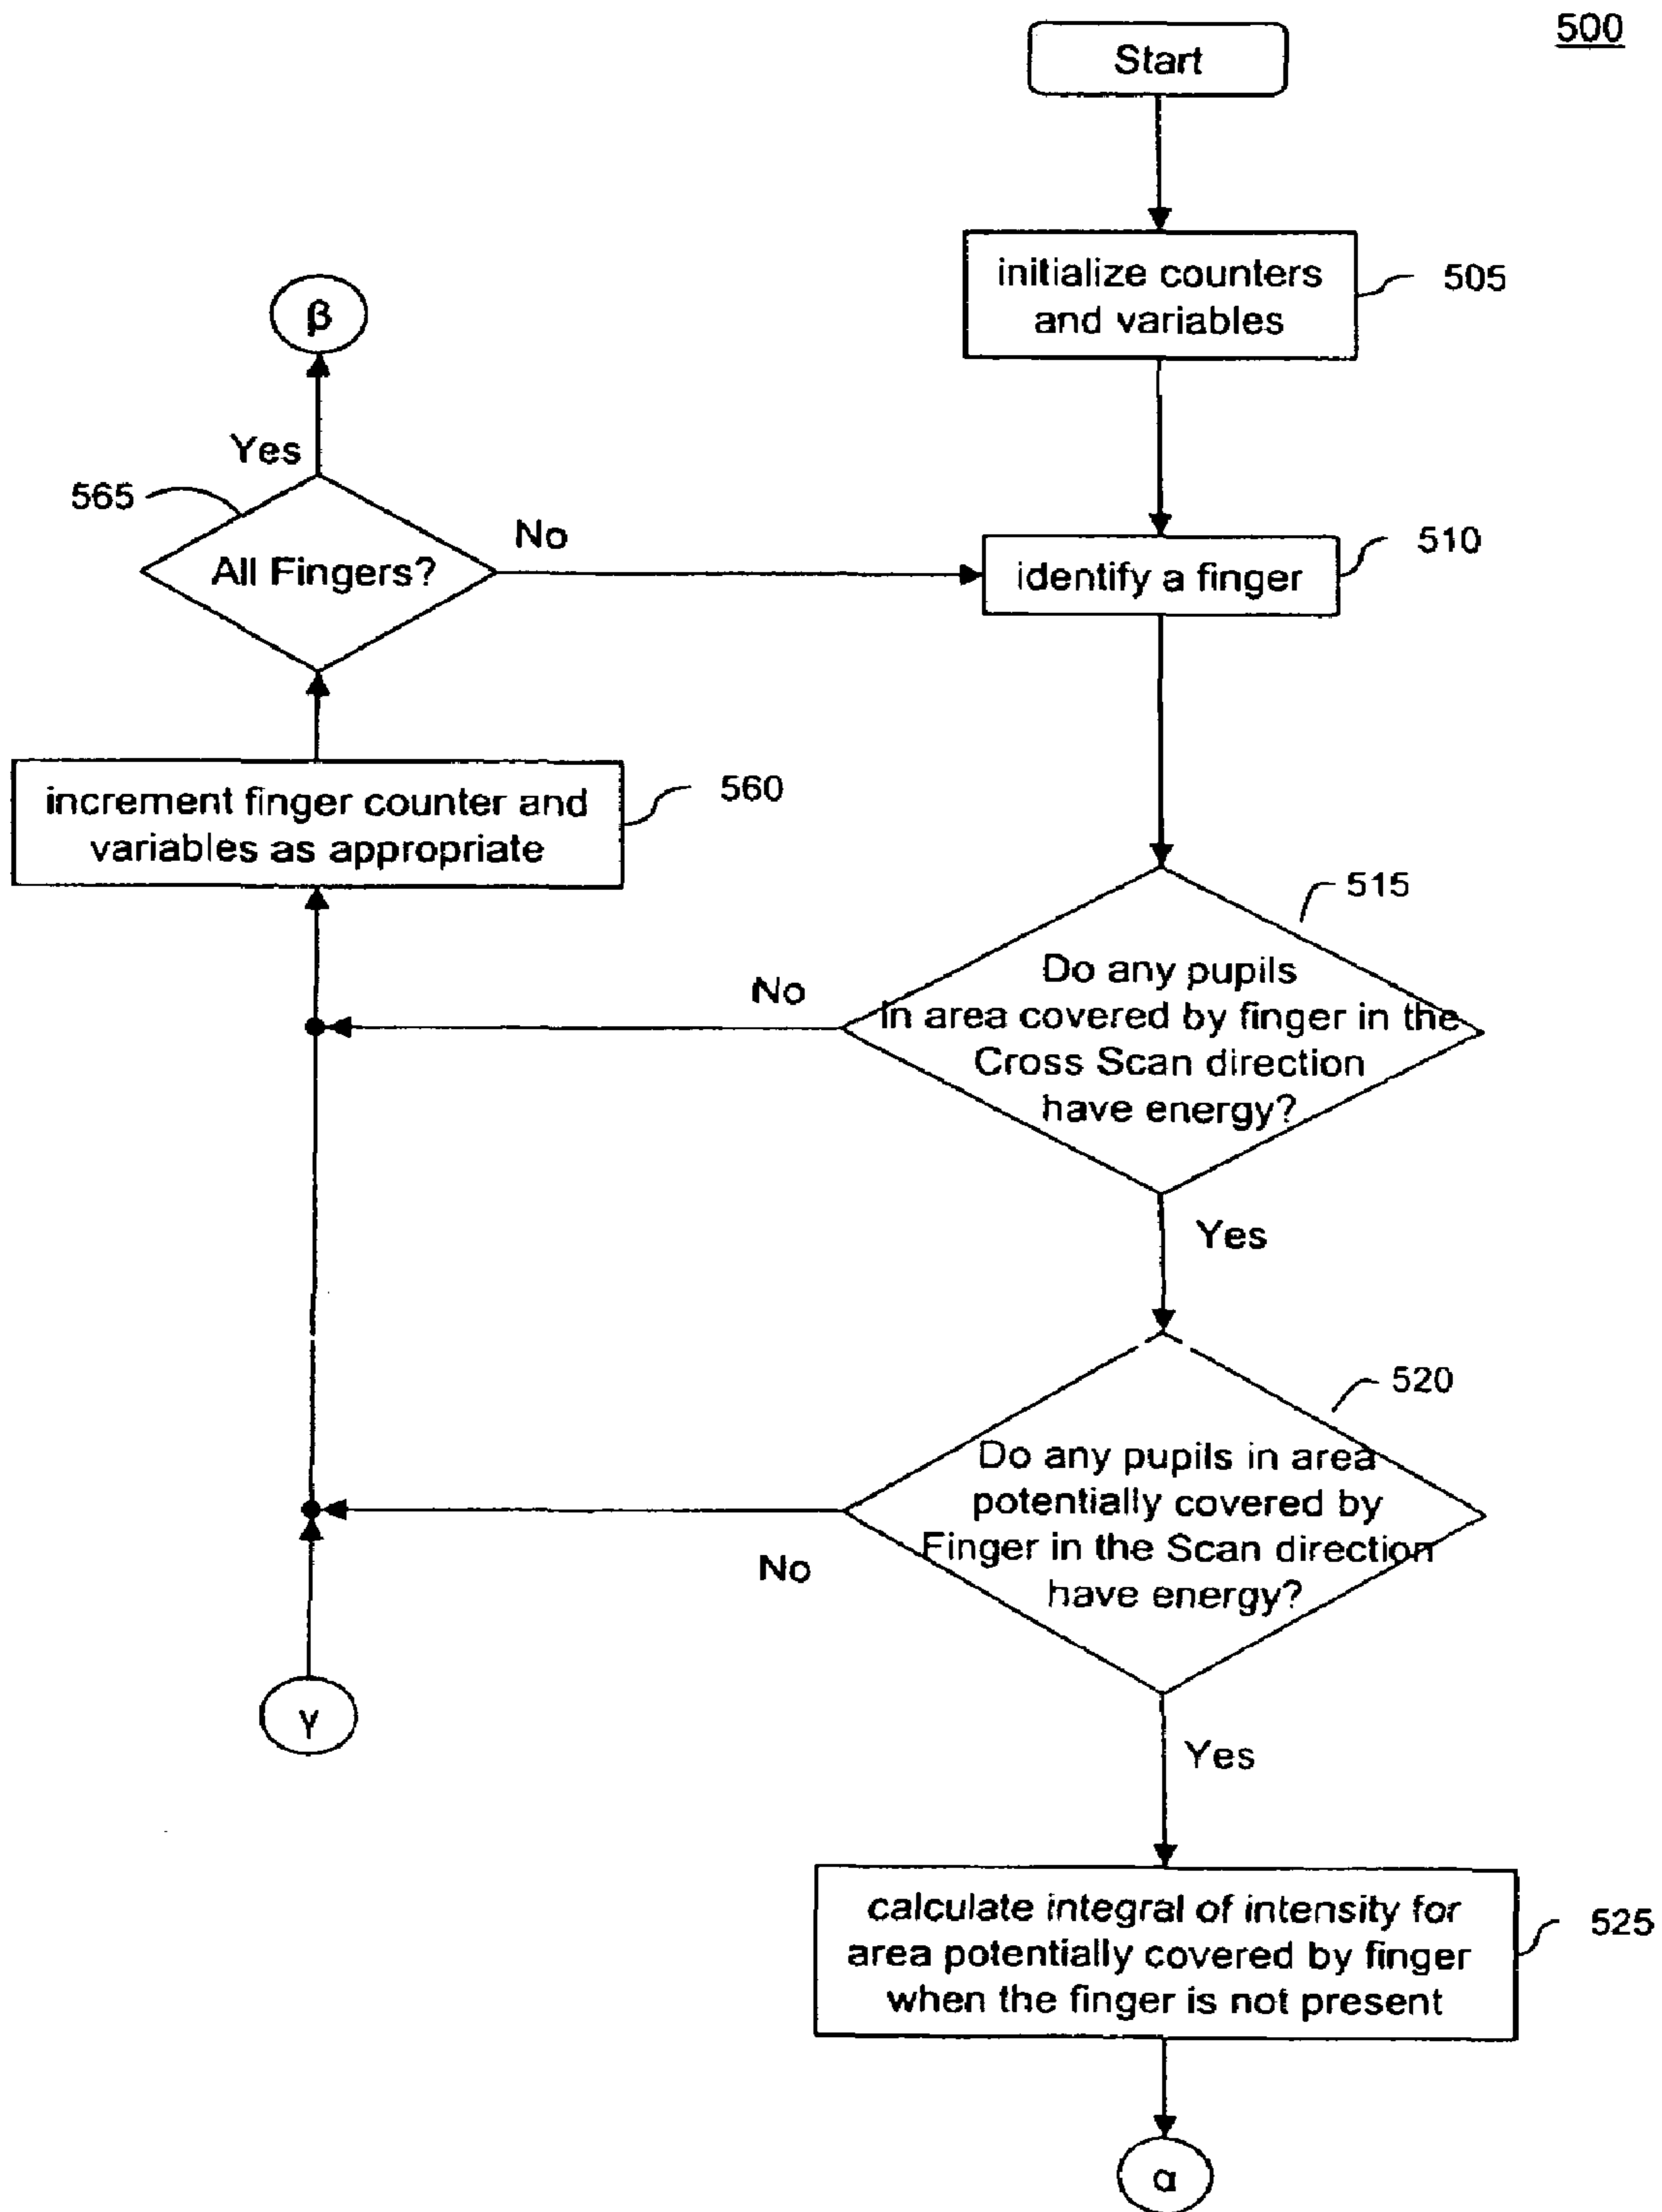 500
Start
initialize counters
and variables
505
β
Yes
565
All Fingers?
No
identify a finger
510
increment finger counter and
variables as appropriate
560
515
Do any pupils
in area covered by finger in the
Cross Scan direction
have energy?
No
Yes
520
Do any pupils in area
potentially covered by
Finger in the Scan direction
have energy?
No
γ
Yes
calculate integral of intensity for
area potentially covered by finger
when the finger is not present
525
α